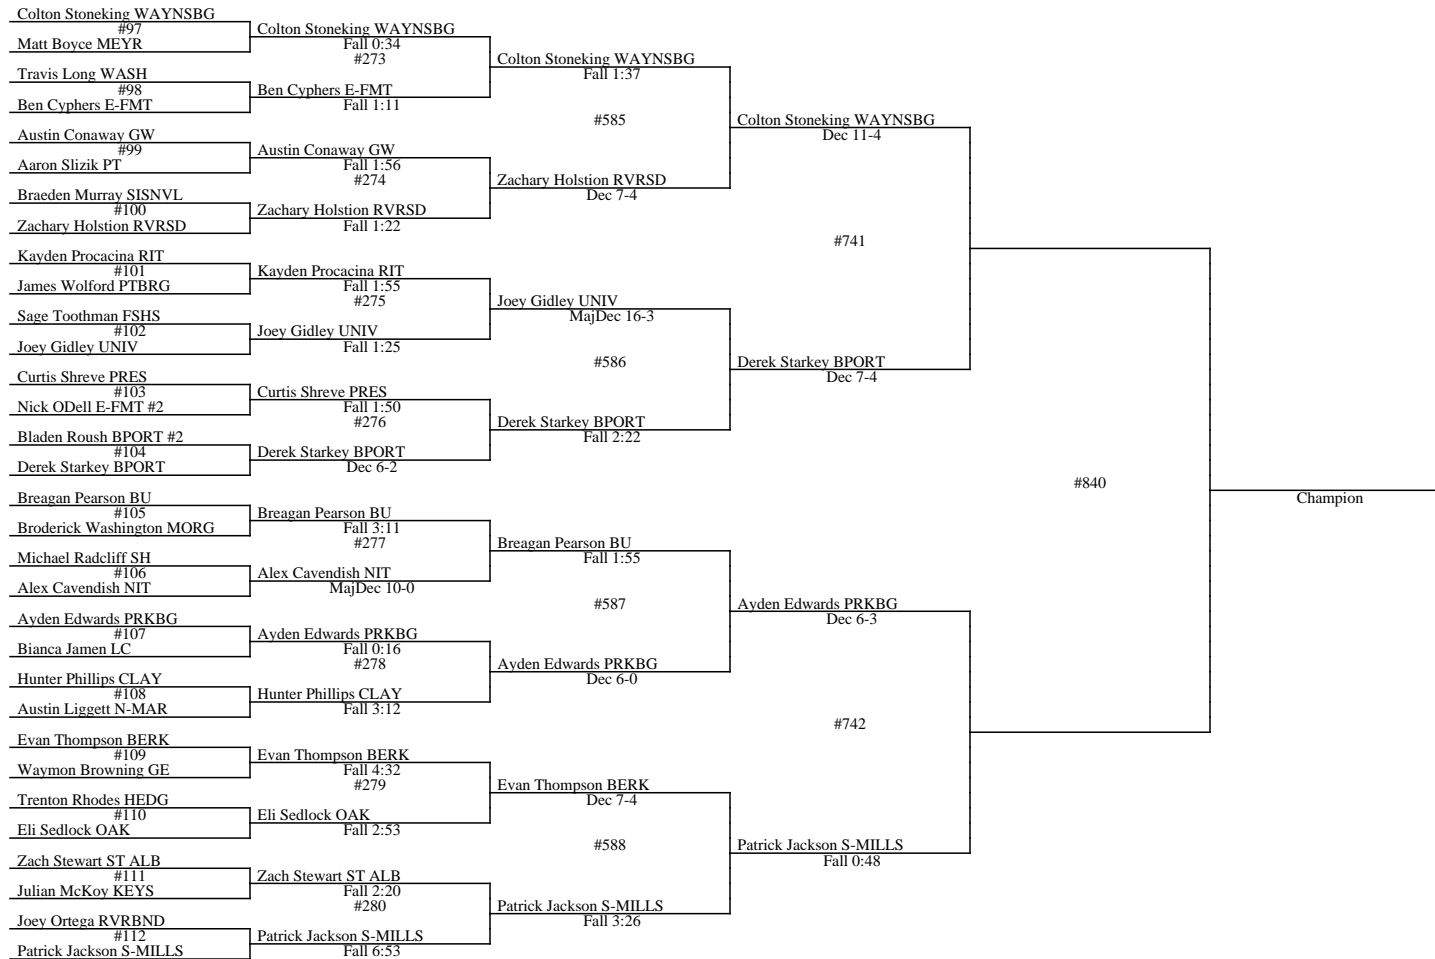 Colton Stoneking WAYNSBG
#97
Matt Boyce MEYR
Travis Long WASH
#98
Ben Cyphers E-FMT
Austin Conaway GW
#99
Aaron Slizik PT
Braeden Murray SISNVL
#100
Zachary Holstion RVRSD
Kayden Procacina RIT
#101
James Wolford PTBRG
Sage Toothman FSHS
#102
Joey Gidley UNIV
Curtis Shreve PRES
#103
Nick ODell E-FMT #2
Bladen Roush BPORT #2
#104
Derek Starkey BPORT
Breagan Pearson BU
#105
Broderick Washington MORG
Michael Radcliff SH
#106
Alex Cavendish NIT
Ayden Edwards PRKBG
#107
Bianca Jamen LC
Hunter Phillips CLAY
#108
Austin Liggett N-MAR
Evan Thompson BERK
#109
Waymon Browning GE
Trenton Rhodes HEDG
#110
Eli Sedlock OAK
Zach Stewart ST ALB
#111
Julian McKoy KEYS
Joey Ortega RVRBND
#112
Patrick Jackson S-MILLS
Colton Stoneking WAYNSBG
Fall 0:34
#273
Ben Cyphers E-FMT
Fall 1:11
Austin Conaway GW
Fall 1:56
#274
Zachary Holstion RVRSD
Fall 1:22
Kayden Procacina RIT
Fall 1:55
#275
Joey Gidley UNIV
Fall 1:25
Curtis Shreve PRES
Fall 1:50
#276
Derek Starkey BPORT
Dec 6-2
Breagan Pearson BU
Fall 3:11
#277
Alex Cavendish NIT
MajDec 10-0
Ayden Edwards PRKBG
Fall 0:16
#278
Hunter Phillips CLAY
Fall 3:12
Evan Thompson BERK
Fall 4:32
#279
Eli Sedlock OAK
Fall 2:53
Zach Stewart ST ALB
Fall 2:20
#280
Patrick Jackson S-MILLS
Fall 6:53
Colton Stoneking WAYNSBG
Fall 1:37
#585
Zachary Holstion RVRSD
Dec 7-4
Joey Gidley UNIV
MajDec 16-3
#586
Derek Starkey BPORT
Fall 2:22
Breagan Pearson BU
Fall 1:55
#587
Ayden Edwards PRKBG
Dec 6-0
Evan Thompson BERK
Dec 7-4
#588
Patrick Jackson S-MILLS
Fall 3:26
Colton Stoneking WAYNSBG
Dec 11-4
#741
Derek Starkey BPORT
Dec 7-4
Ayden Edwards PRKBG
Dec 6-3
#742
Patrick Jackson S-MILLS
Fall 0:48
#840
Champion